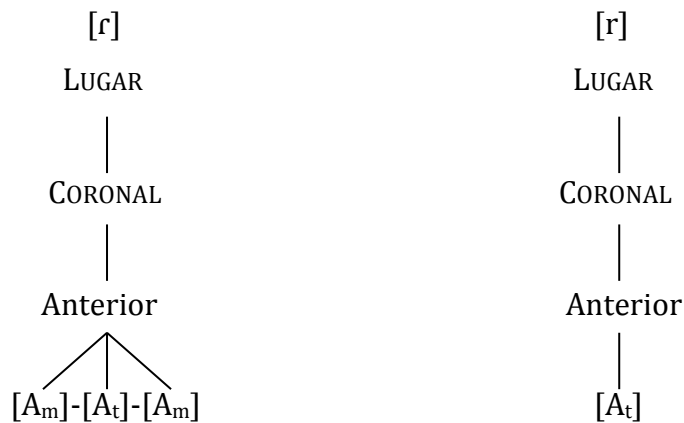 [ɾ] [r]
LUGAR LUGAR
CORONAL CORONAL
Anterior Anterior
[Am]-[At]-[Am] [At]